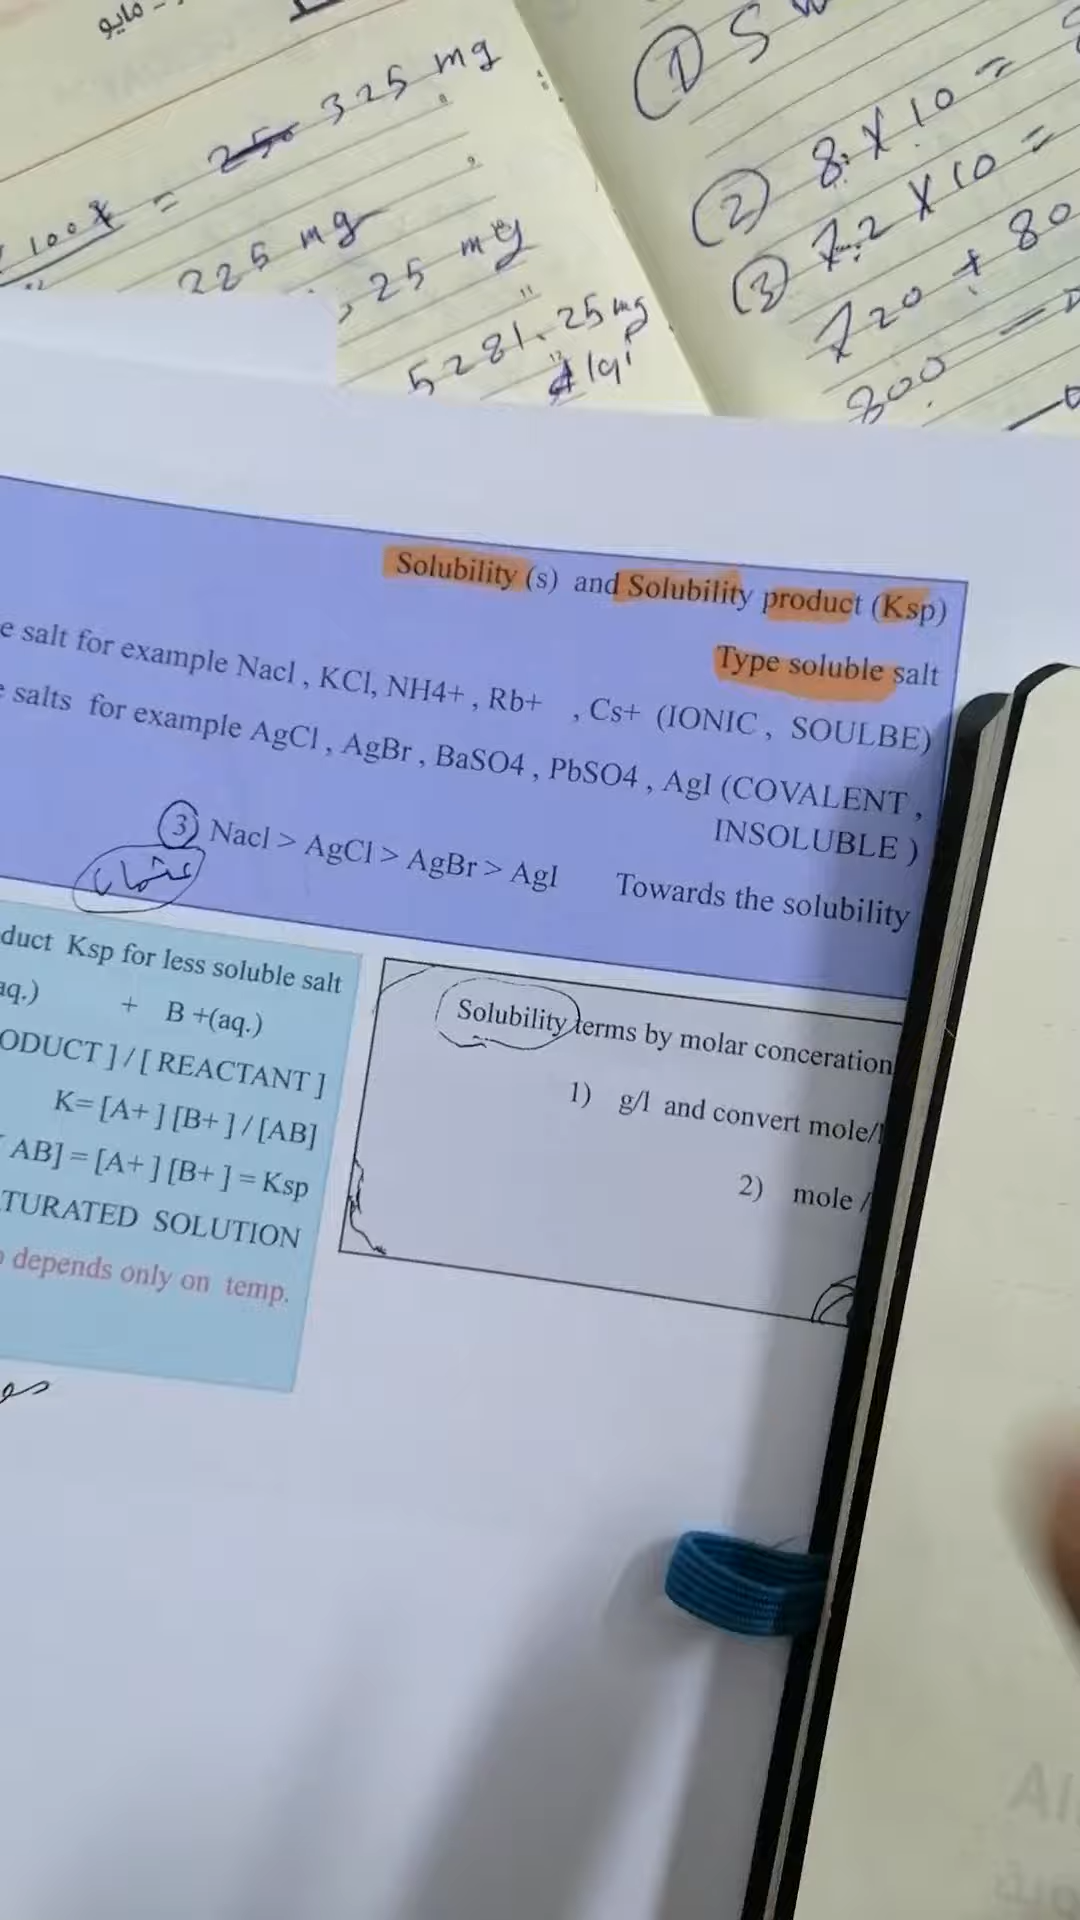 مايو
325 mg
100% =
225 mg
, 25 mg
5281.25 mg
① S
② 8 × 10 =
③ 7.2 × 10 =
720 + 80
800
Solubility (s) and Solubility product (Ksp)
Type soluble salt
e salt for example Nacl , KCl, NH4+ , Rb+ , Cs+ (IONIC , SOULBE)
e salts for example AgCl , AgBr , BaSO4 , PbSO4 , Agl (COVALENT ,
INSOLUBLE )
③ Nacl > AgCl > AgBr > Agl Towards the solubility
duct Ksp for less soluble salt
aq.) + B +(aq.)
ODUCT ] / [ REACTANT ]
K= [A+ ] [B+ ] / [AB]
AB] = [A+ ] [B+ ] = Ksp
TURATED SOLUTION
depends only on temp.
Solubility terms by molar conceration
1) g/l and convert mole/l
2) mole /